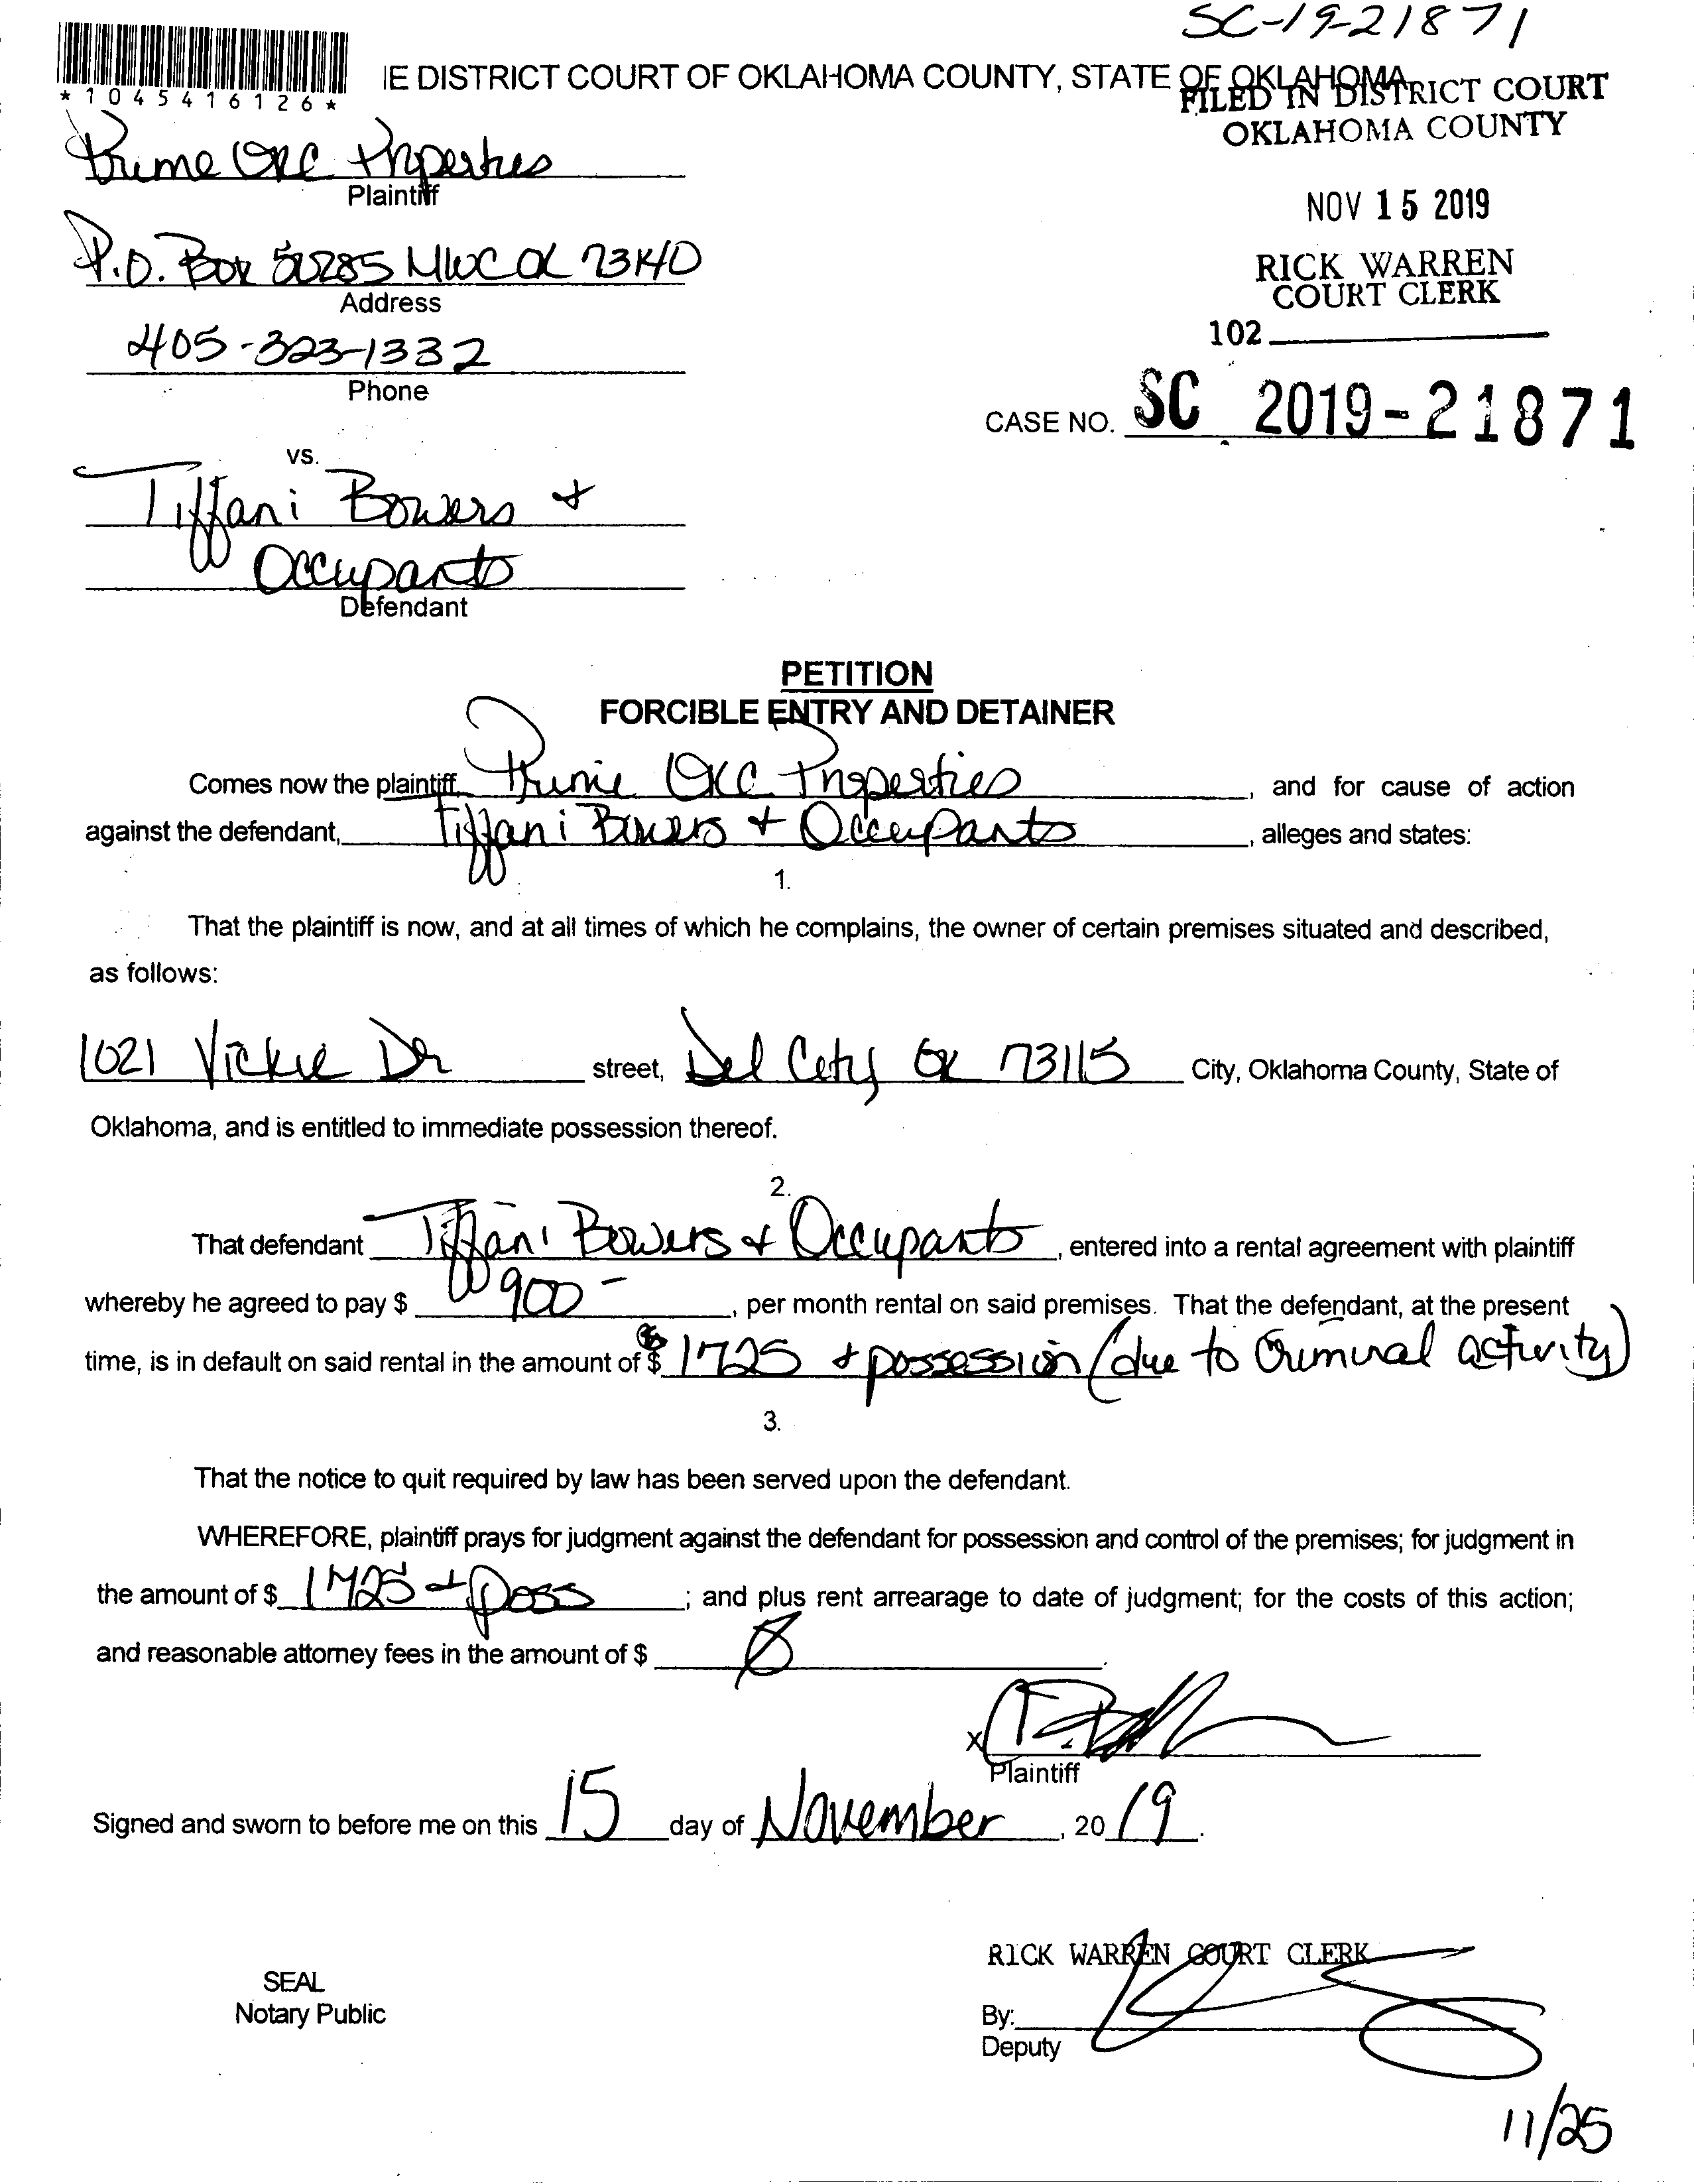 SC-19-21871
*1045416126*
IE DISTRICT COURT OF OKLAHOMA COUNTY, STATE OF OKLAHOMA
FILED IN DISTRICT COURT
OKLAHOMA COUNTY
Prime OKC Properties
Plaintiff
NOV 15 2019
P.O. Box 50285 MWC OK 73140
Address
RICK WARREN
COURT CLERK
405-323-1332
Phone
102
CASE NO. SC 2019-21871
VS.
Tiffani Bowers +
Occupants
Defendant
PETITION
FORCIBLE ENTRY AND DETAINER
Comes now the plaintiff Prime OKC Properties, and for cause of action
against the defendant, Tiffani Bowers + Occupants, alleges and states:
1.
That the plaintiff is now, and at all times of which he complains, the owner of certain premises situated and described,
as follows:
1021 Vickie Dr street, Del City OK 73115 City, Oklahoma County, State of
Oklahoma, and is entitled to immediate possession thereof.
2.
That defendant Tiffani Bowers + Occupants, entered into a rental agreement with plaintiff
whereby he agreed to pay $ 900-, per month rental on said premises. That the defendant, at the present
time, is in default on said rental in the amount of $ 1725 + possession (due to Criminal activity)
3.
That the notice to quit required by law has been served upon the defendant.
WHEREFORE, plaintiff prays for judgment against the defendant for possession and control of the premises; for judgment in
the amount of $ 1725 + Poss; and plus rent arrearage to date of judgment; for the costs of this action;
and reasonable attorney fees in the amount of $ Ø
X
Plaintiff
Signed and sworn to before me on this 15 day of November, 2019.
RICK WARREN COURT CLERK
SEAL
Notary Public
By:
Deputy
11/25